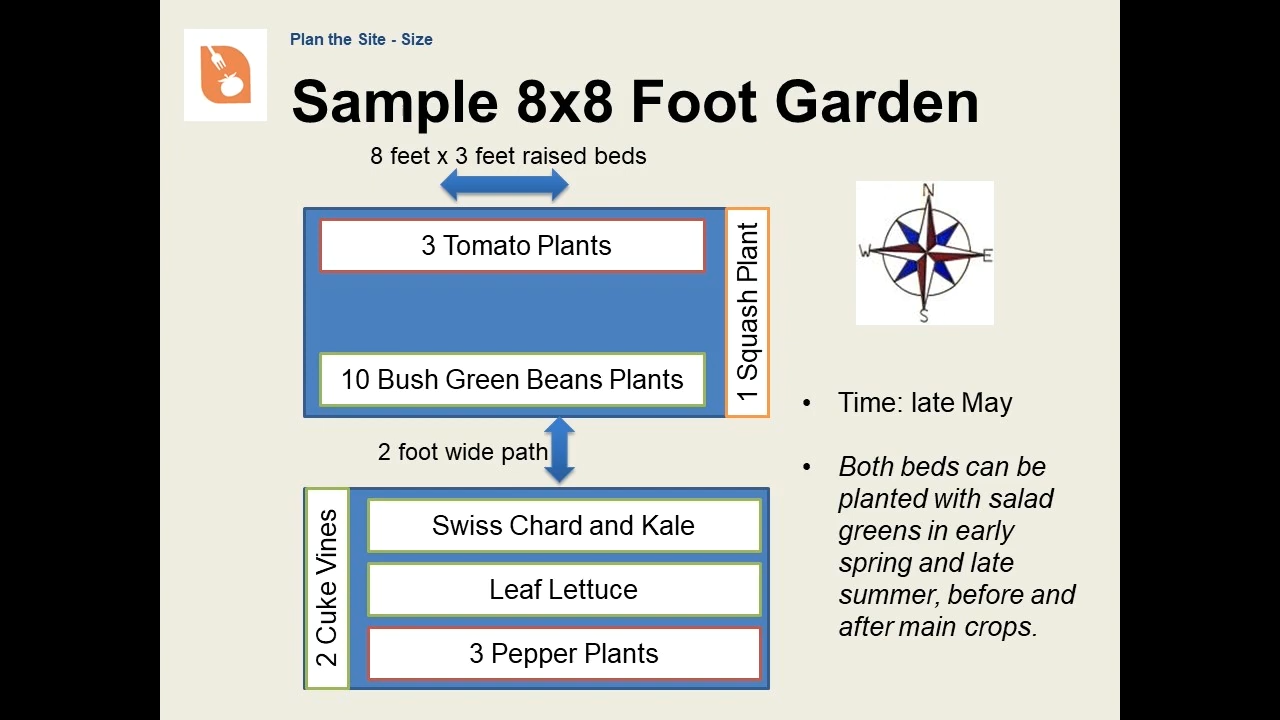 Plan the Site - Size
Sample 8x8 Foot Garden
8 feet x 3 feet raised beds
3 Tomato Plants
10 Bush Green Beans Plants
1 Squash Plant
2 foot wide path
2 Cuke Vines
Swiss Chard and Kale
Leaf Lettuce
3 Pepper Plants
N
W
E
S
• Time: late May
• Both beds can be
planted with salad
greens in early
spring and late
summer, before and
after main crops.